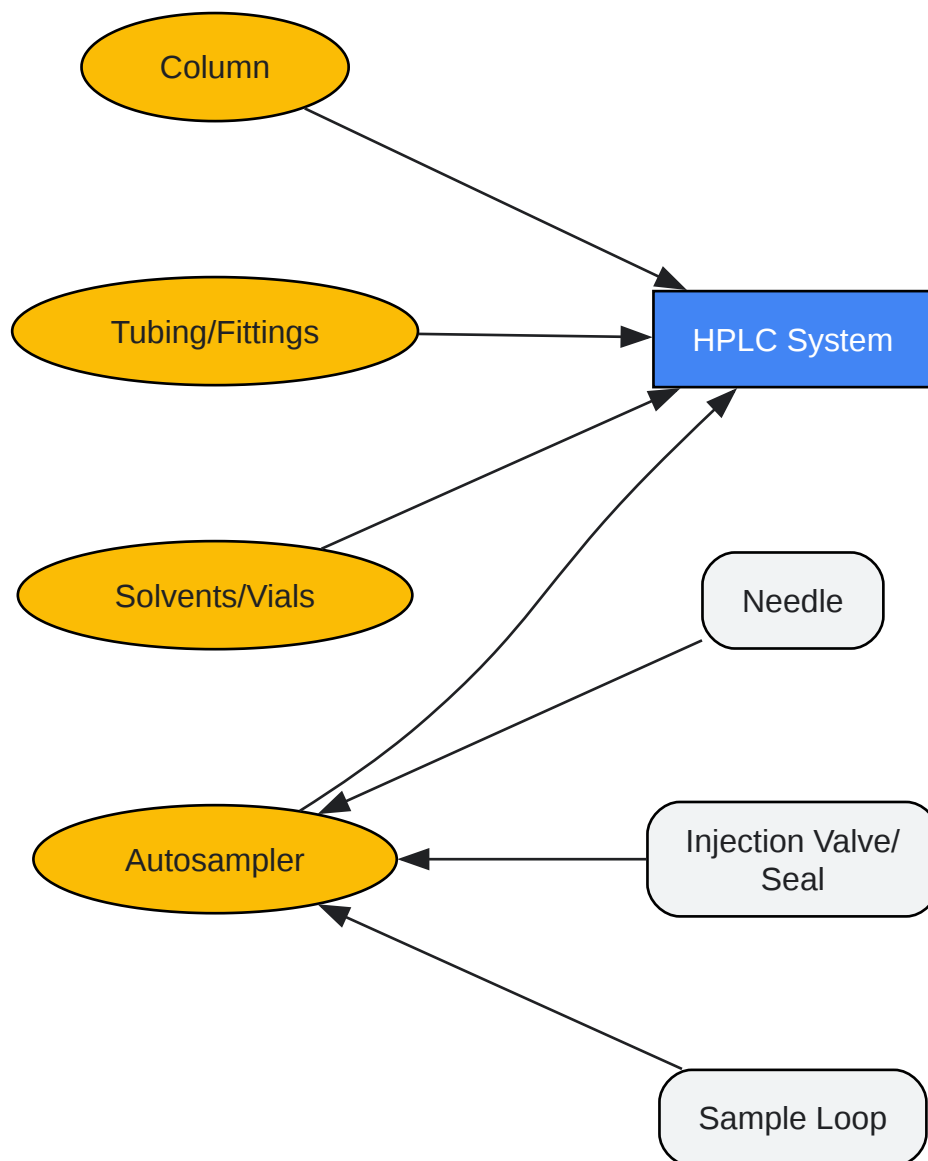 Column
Tubing/Fittings
HPLC System
Solvents/Vials
Needle
Autosampler
Injection Valve/
Seal
Sample Loop